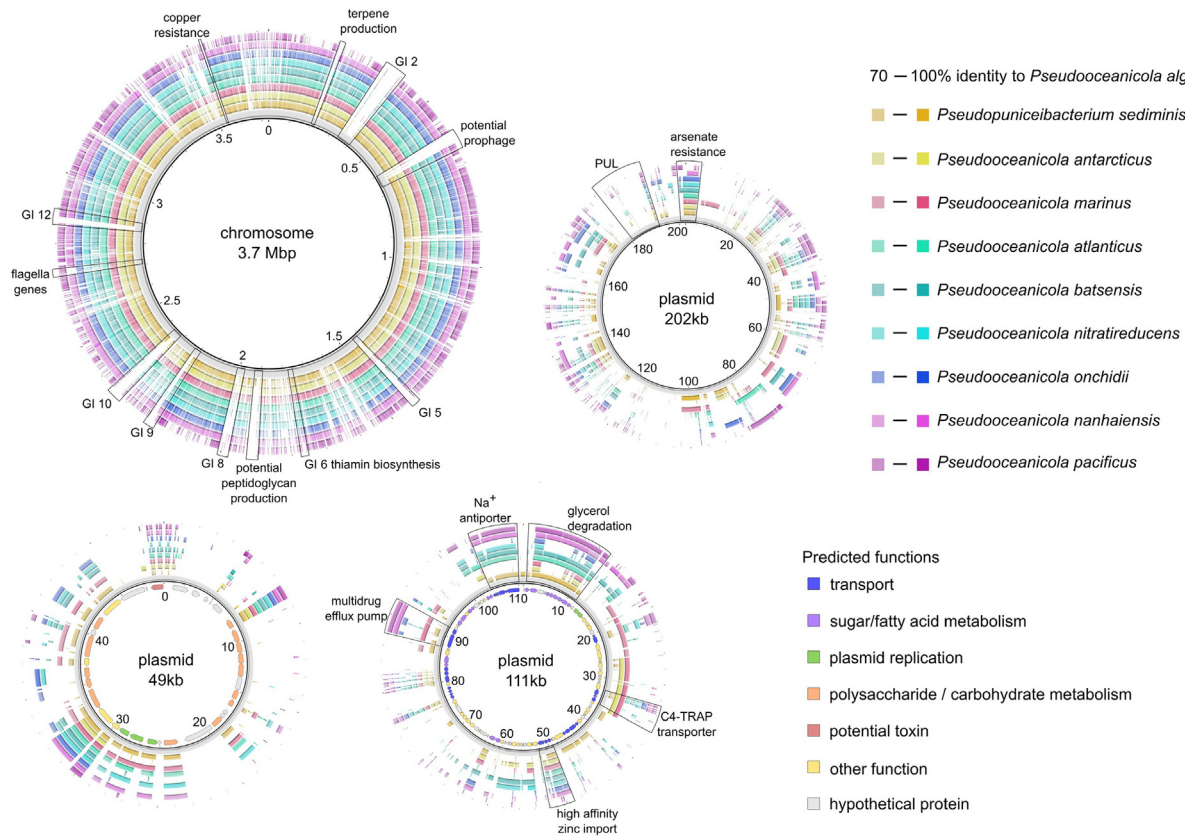 copper
resistance
terpene
production
GI 2
potential
prophage
3.5
0
0.5
3
1
2.5
2
1.5
chromosome
3.7 Mbp
GI 12
flagella
genes
GI 10
GI 9
GI 8
potential
peptidoglycan
production
GI 6 thiamin biosynthesis
GI 5
PUL
arsenate
resistance
200
180
20
160
40
140
60
120
100
80
plasmid
202kb
70 — 100% identity to Pseudooceanicola alg
— Pseudopuniceibacterium sediminis
— Pseudooceanicola antarcticus
— Pseudooceanicola marinus
— Pseudooceanicola atlanticus
— Pseudooceanicola batsensis
— Pseudooceanicola nitratireducens
— Pseudooceanicola onchidii
— Pseudooceanicola nanhaiensis
— Pseudooceanicola pacificus
0
10
20
30
40
plasmid
49kb
Na+
antiporter
glycerol
degradation
multidrug
efflux pump
C4-TRAP
transporter
high affinity
zinc import
110
10
20
30
40
50
60
70
80
90
100
plasmid
111kb
Predicted functions
transport
sugar/fatty acid metabolism
plasmid replication
polysaccharide / carbohydrate metabolism
potential toxin
other function
hypothetical protein